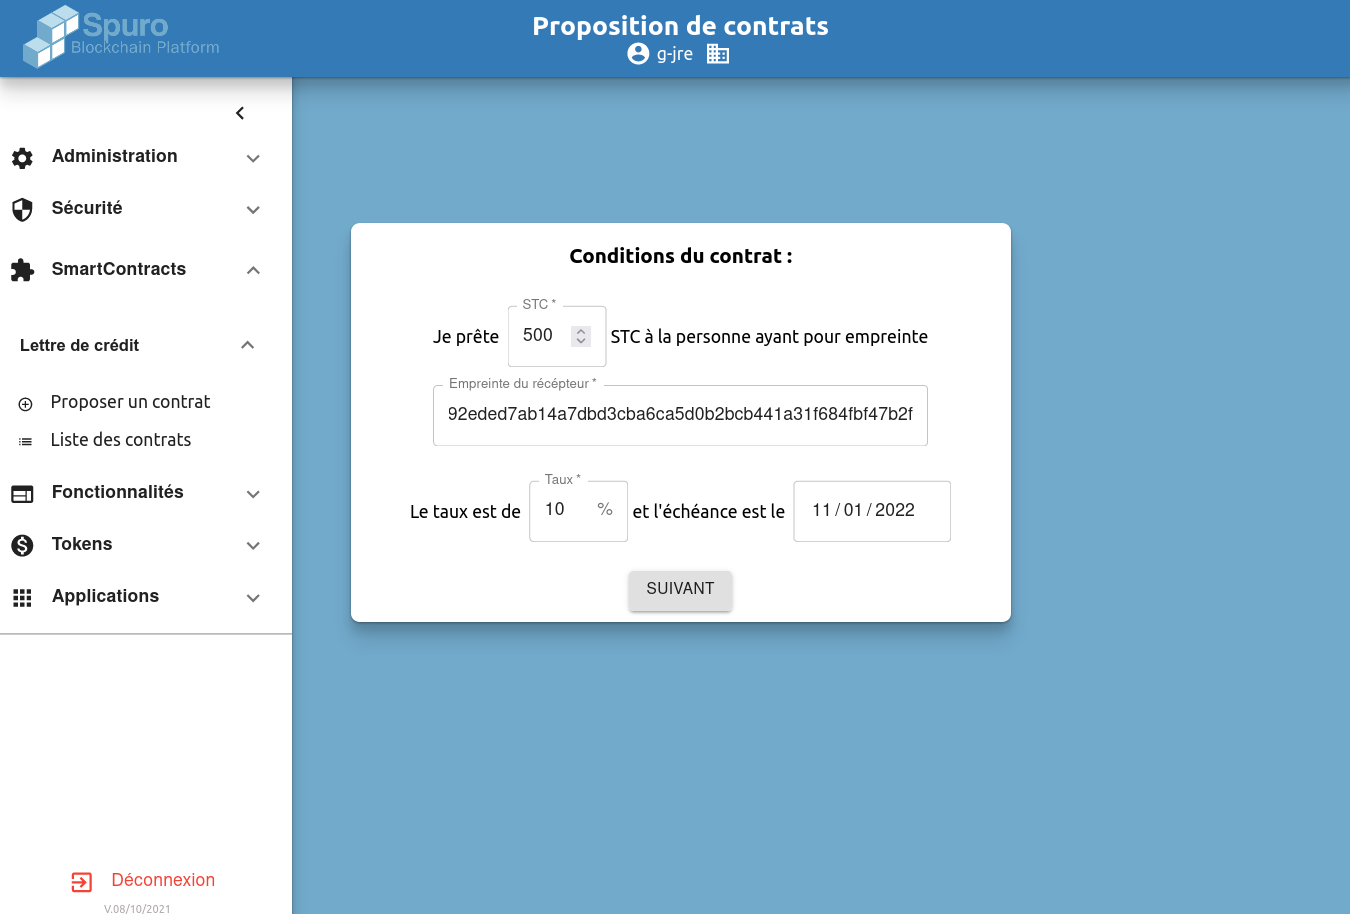 Spuro
Blockchain Platform
Proposition de contrats
g-jre
Administration
Sécurité
SmartContracts
Lettre de crédit
Proposer un contrat
Liste des contrats
Fonctionnalités
Tokens
Applications
Déconnexion
V.08/10/2021
Conditions du contrat :
STC *
Je prête 500 STC à la personne ayant pour empreinte
Empreinte du récépteur *
92eded7ab14a7dbd3cba6ca5d0b2bcb441a31f684fbf47b2f
Taux *
Le taux est de 10 % et l'échéance est le 11 / 01 / 2022
SUIVANT